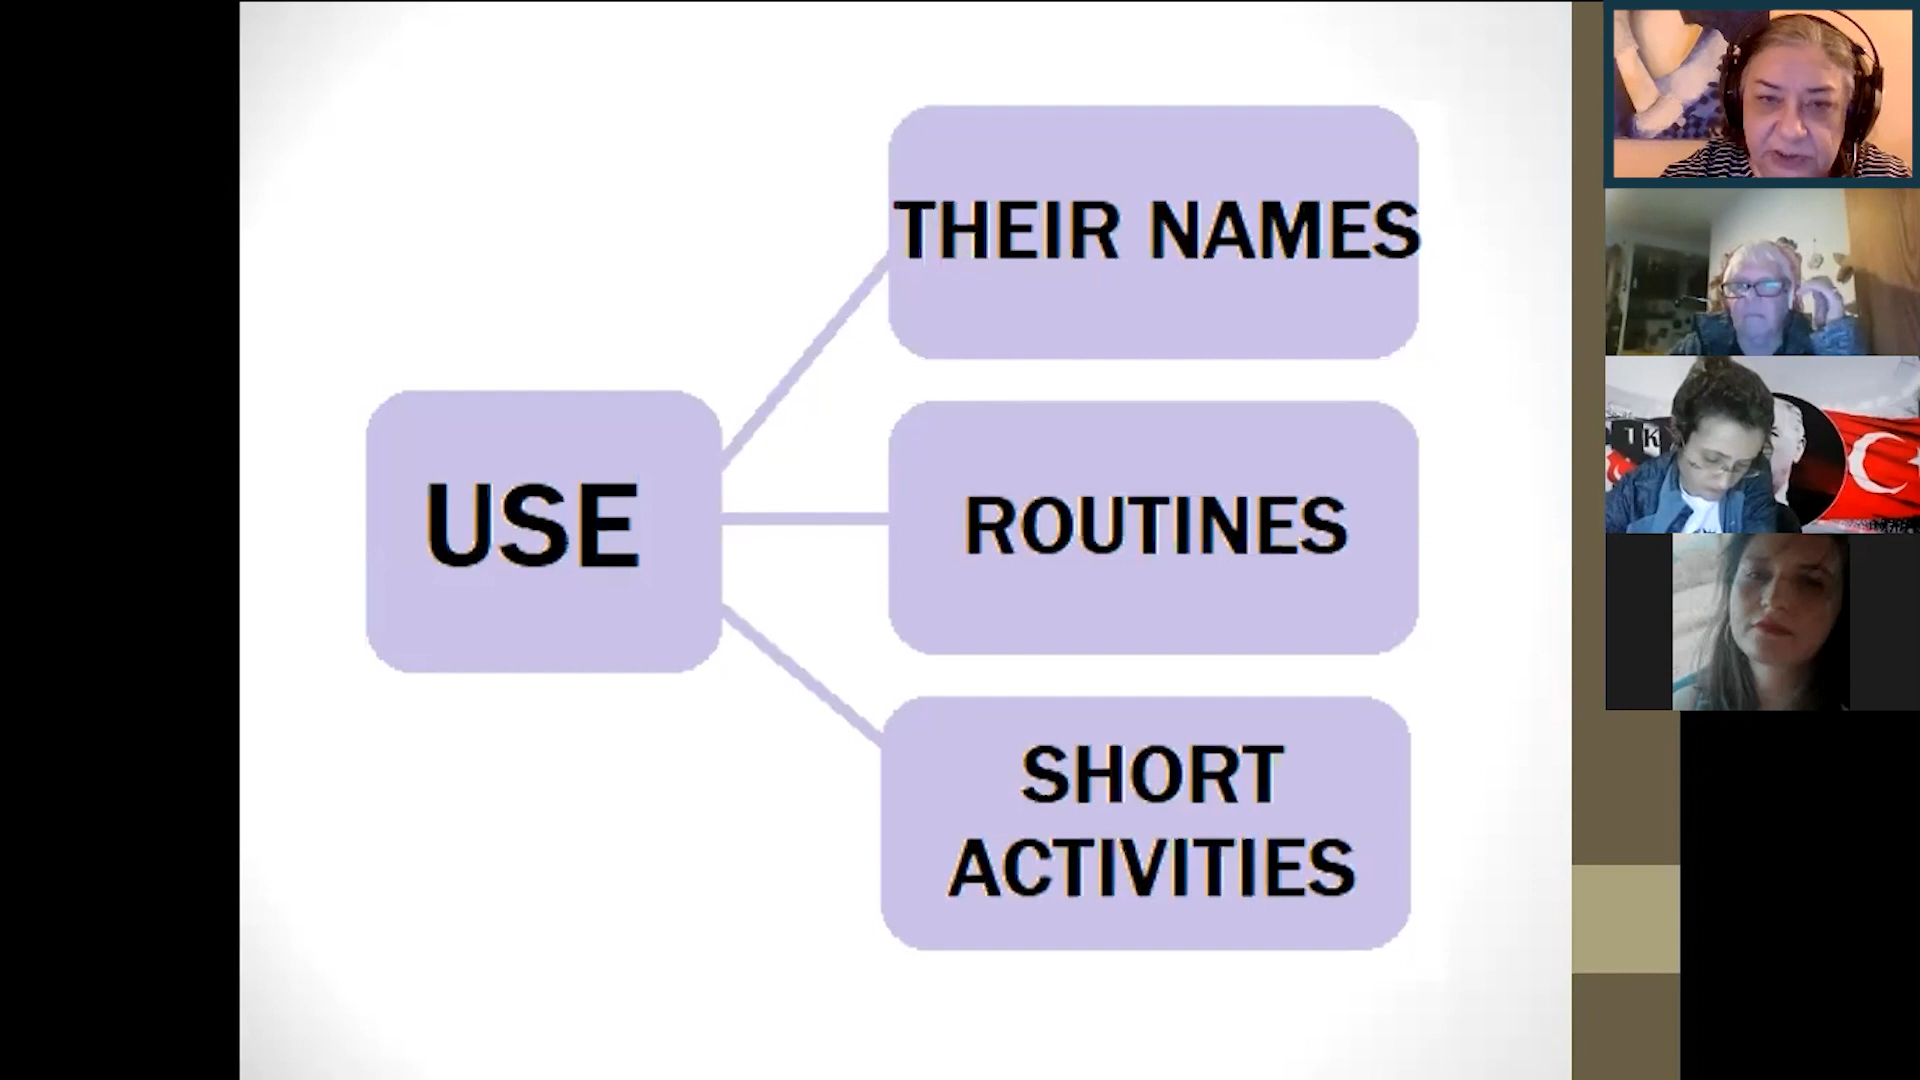 USE
THEIR NAMES
ROUTINES
SHORT
ACTIVITIES